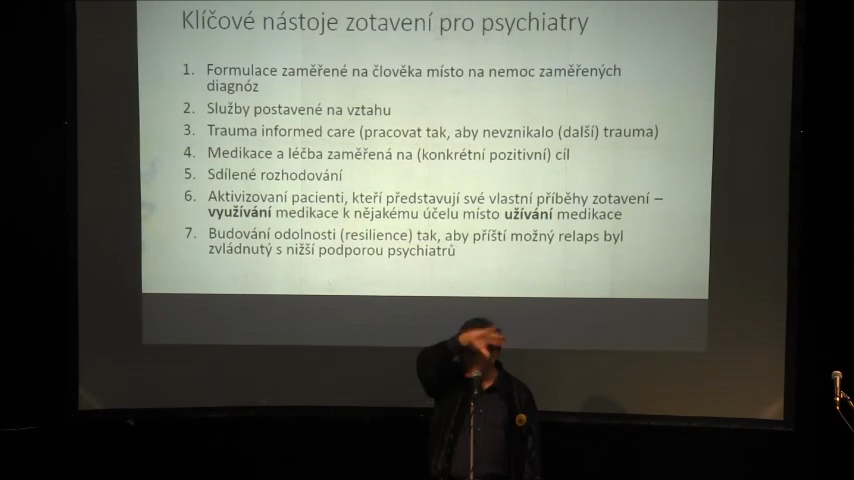 Klíčové nástoje zotavení pro psychiatry
1. Formulace zaměřené na člověka místo na nemoc zaměřených
diagnóz
2. Služby postavené na vztahu
3. Trauma informed care (pracovat tak, aby nevznikalo (další) trauma)
4. Medikace a léčba zaměřená na (konkrétní pozitivní) cíl
5. Sdílené rozhodování
6. Aktivizovaní pacienti, kteří představují své vlastní příběhy zotavení –
využívání medikace k nějakému účelu místo užívání medikace
7. Budování odolnosti (resilience) tak, aby příští možný relaps byl
zvládnutý s nižší podporou psychiatrů